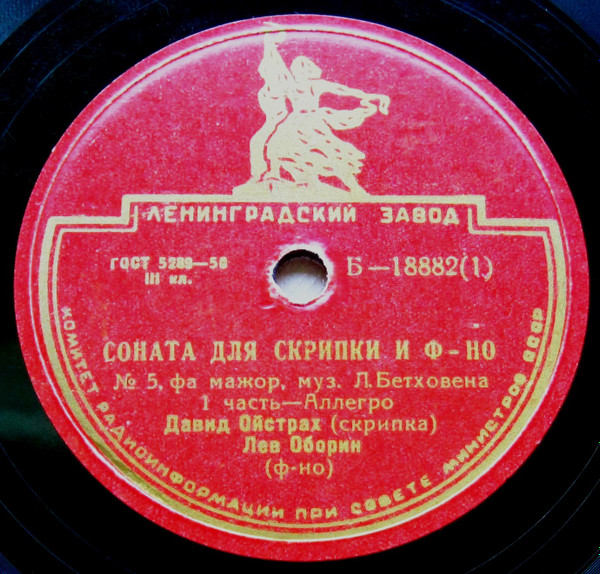 ЛЕНИНГРАДСКИЙ ЗАВОД
ГОСТ 5289—56
III кл.
Б—18882(1)
СОНАТА ДЛЯ СКРИПКИ И Ф-НО
№ 5, фа мажор, муз. Л. Бетховена
1 часть—Аллегро
Давид Ойстрах (скрипка)
Лев Оборин
(ф-но)
КОМИТЕТ РАДИОИНФОРМАЦИИ ПРИ СОВЕТЕ МИНИСТРОВ СССР